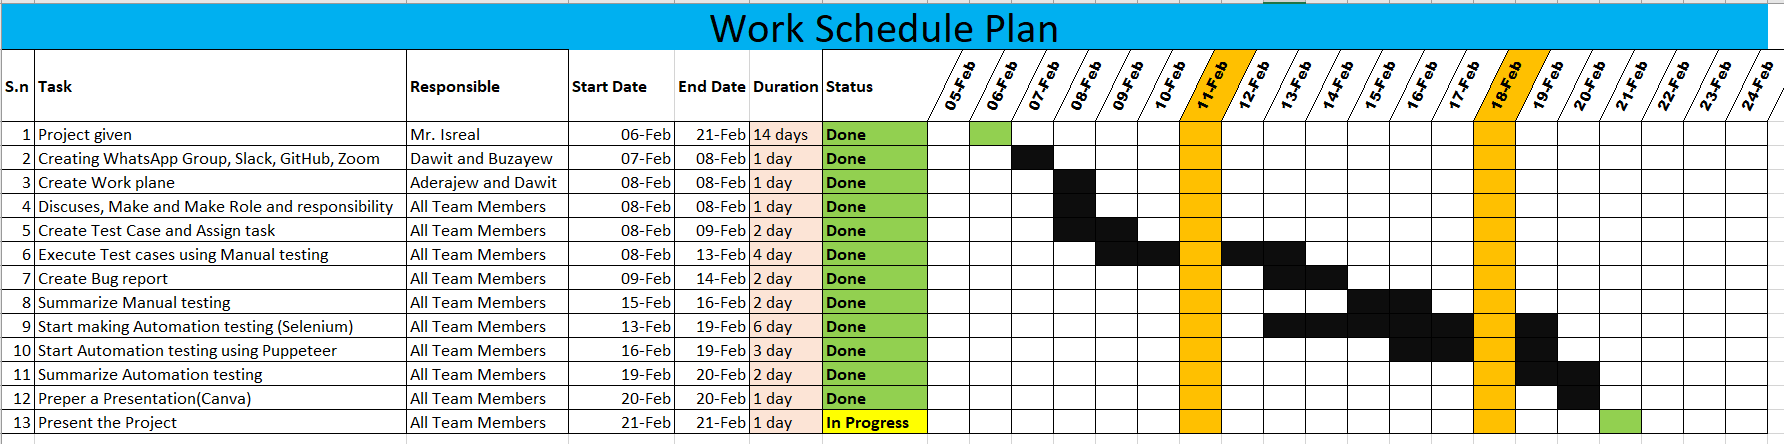 Work Schedule Plan
S.n Task Responsible Start Date End Date Duration Status 05-Feb 06-Feb 07-Feb 08-Feb 09-Feb 10-Feb 11-Feb 12-Feb 13-Feb 14-Feb 15-Feb 16-Feb 17-Feb 18-Feb 19-Feb 20-Feb 21-Feb 22-Feb 23-Feb 24-Feb
1 Project given Mr. Isreal 06-Feb 21-Feb 14 days Done
2 Creating WhatsApp Group, Slack, GitHub, Zoom Dawit and Buzayew 07-Feb 08-Feb 1 day Done
3 Create Work plane Aderajew and Dawit 08-Feb 08-Feb 1 day Done
4 Discuses, Make and Make Role and responsibility All Team Members 08-Feb 08-Feb 1 day Done
5 Create Test Case and Assign task All Team Members 08-Feb 09-Feb 2 day Done
6 Execute Test cases using Manual testing All Team Members 08-Feb 13-Feb 4 day Done
7 Create Bug report All Team Members 09-Feb 14-Feb 2 day Done
8 Summarize Manual testing All Team Members 15-Feb 16-Feb 2 day Done
9 Start making Automation testing (Selenium) All Team Members 13-Feb 19-Feb 6 day Done
10 Start Automation testing using Puppeteer All Team Members 16-Feb 19-Feb 3 day Done
11 Summarize Automation testing All Team Members 19-Feb 20-Feb 2 day Done
12 Preper a Presentation(Canva) All Team Members 20-Feb 20-Feb 1 day Done
13 Present the Project All Team Members 21-Feb 21-Feb 1 day In Progress